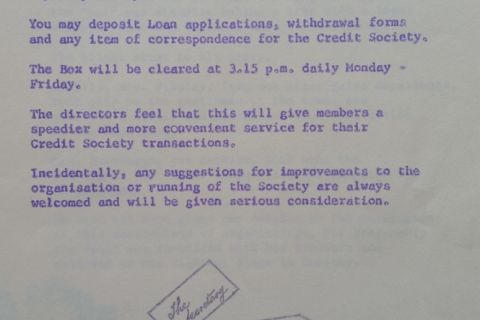 You may deposit Loan applications, withdrawal forms
and any item of correspondence for the Credit Society.
The Box will be cleared at 3.15 p.m. daily Monday -
Friday.
The directors feel that this will give members a
speedier and more convenient service for their
Credit Society transactions.
Incidentally, any suggestions for improvements to the
organisation or running of the Society are always
welcomed and will be given serious consideration.
The
Secretary